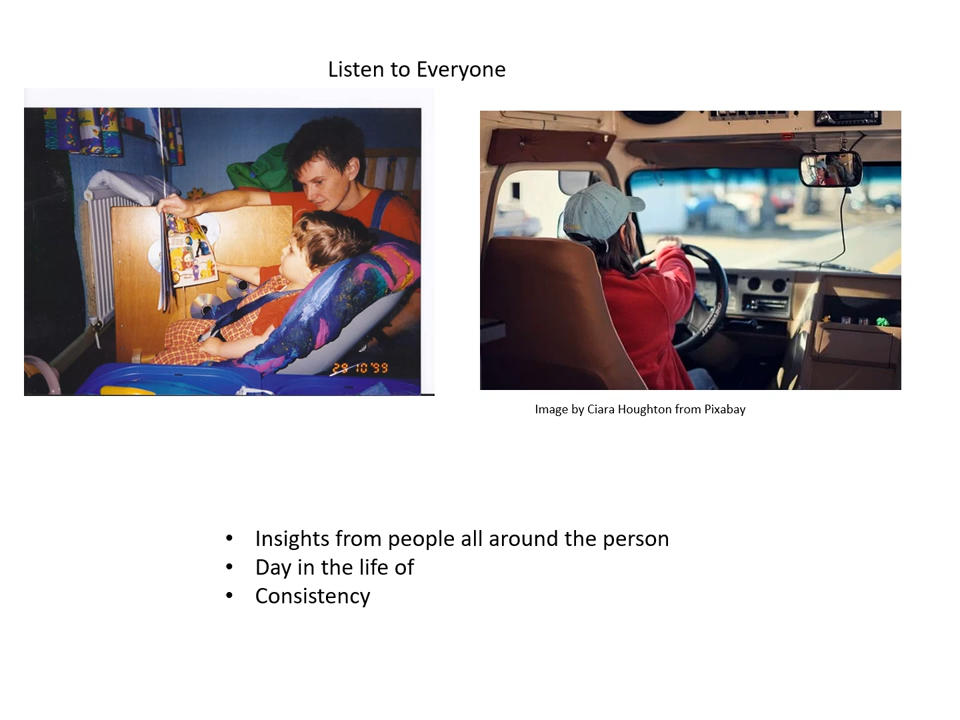 Listen to Everyone
29 10 '99
Image by Ciara Houghton from Pixabay
• Insights from people all around the person
• Day in the life of
• Consistency